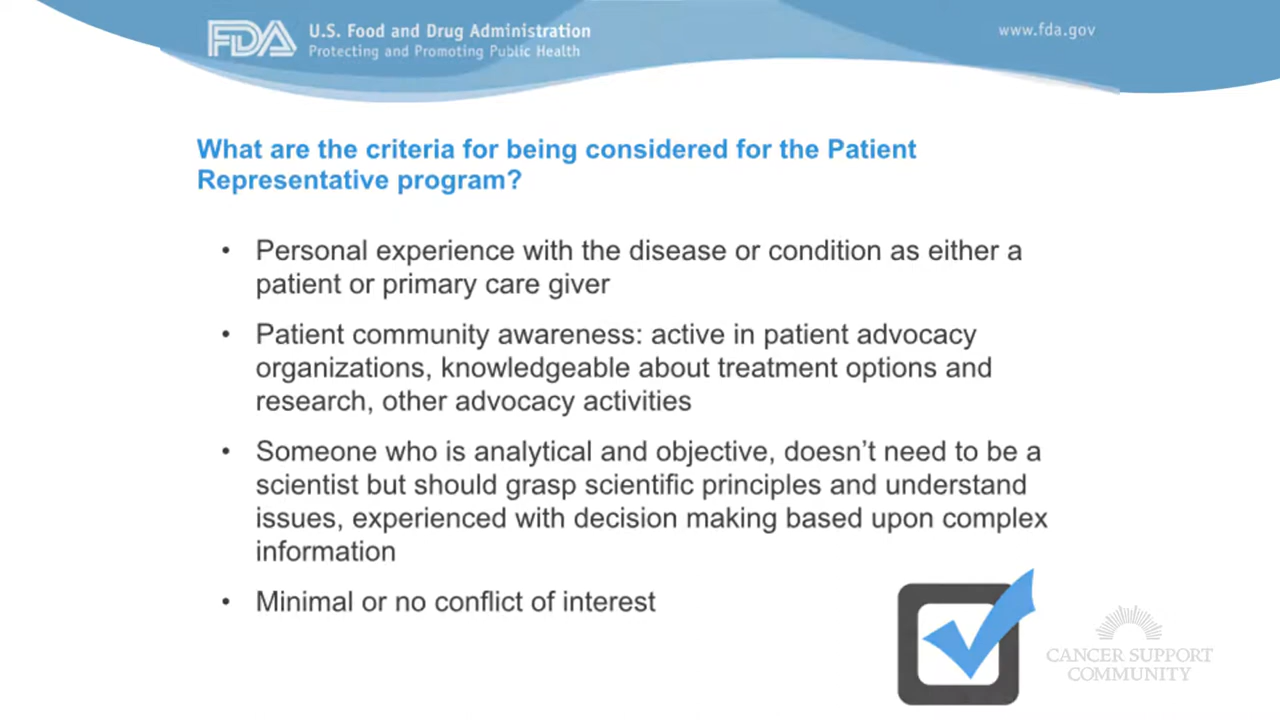 FDA
U.S. Food and Drug Administration
Protecting and Promoting Public Health
www.fda.gov
What are the criteria for being considered for the Patient
Representative program?
• Personal experience with the disease or condition as either a
patient or primary care giver
• Patient community awareness: active in patient advocacy
organizations, knowledgeable about treatment options and
research, other advocacy activities
• Someone who is analytical and objective, doesn’t need to be a
scientist but should grasp scientific principles and understand
issues, experienced with decision making based upon complex
information
• Minimal or no conflict of interest
CANCER SUPPORT
COMMUNITY